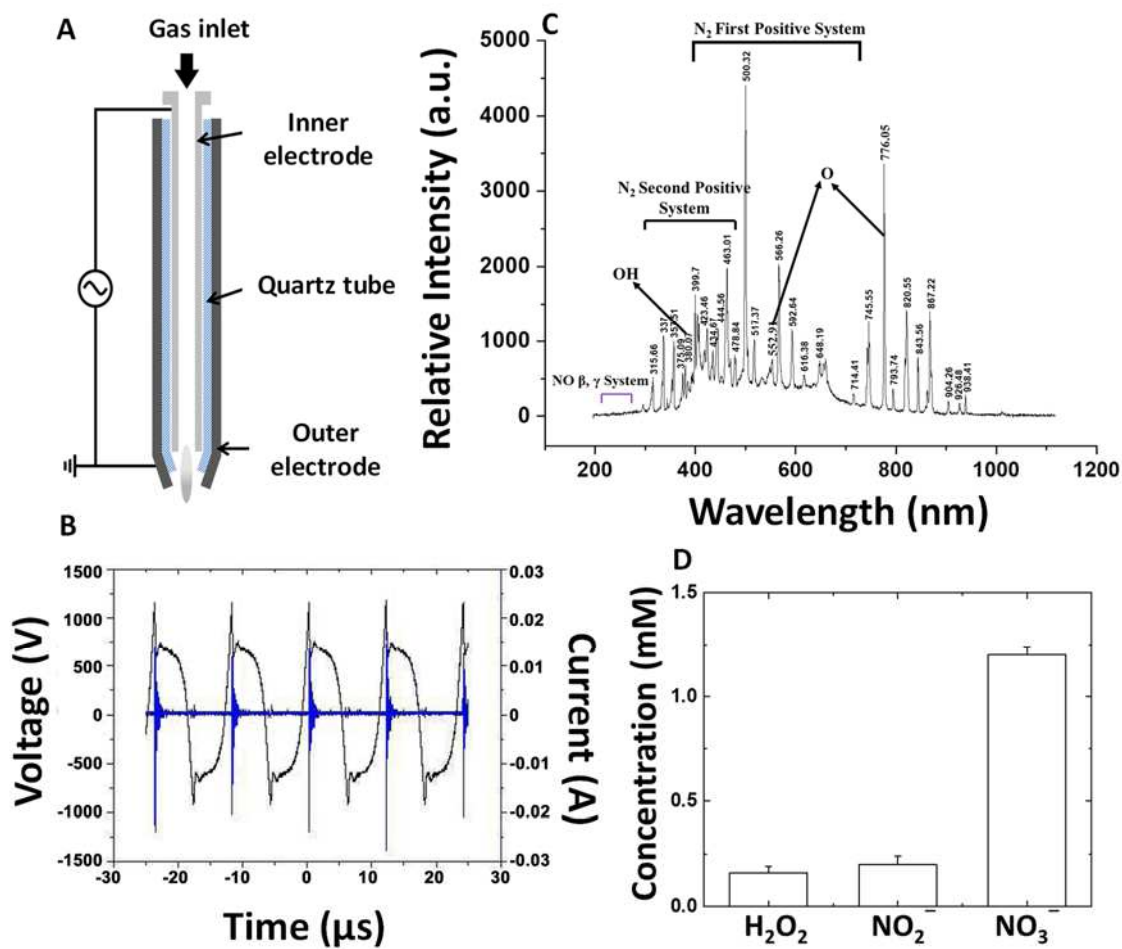 A
Gas inlet
Inner
electrode
Quartz tube
Outer
electrode
B
Voltage (V)
1500
1000
500
0
-500
-1000
-1500
-30
-20
-10
0
10
20
30
Time (µs)
0.03
0.02
0.01
0
-0.01
-0.02
-0.03
Current (A)
C
N₂ First Positive System
N₂ Second Positive
System
OH
O
NO β, γ System
Relative Intensity (a.u.)
5000
4000
3000
2000
1000
0
315.66
337
375.09
380.07
399.7
423.46
434.67
444.56
463.01
478.84
500.32
517.37
552.91
566.26
592.64
616.38
648.19
714.41
745.55
776.05
793.74
820.55
843.56
867.22
904.26
926.48
938.41
200
400
600
800
1000
1200
Wavelength (nm)
D
Concentration (mM)
1.5
1.0
0.5
0.0
H₂O₂
NO₂⁻
NO₃⁻